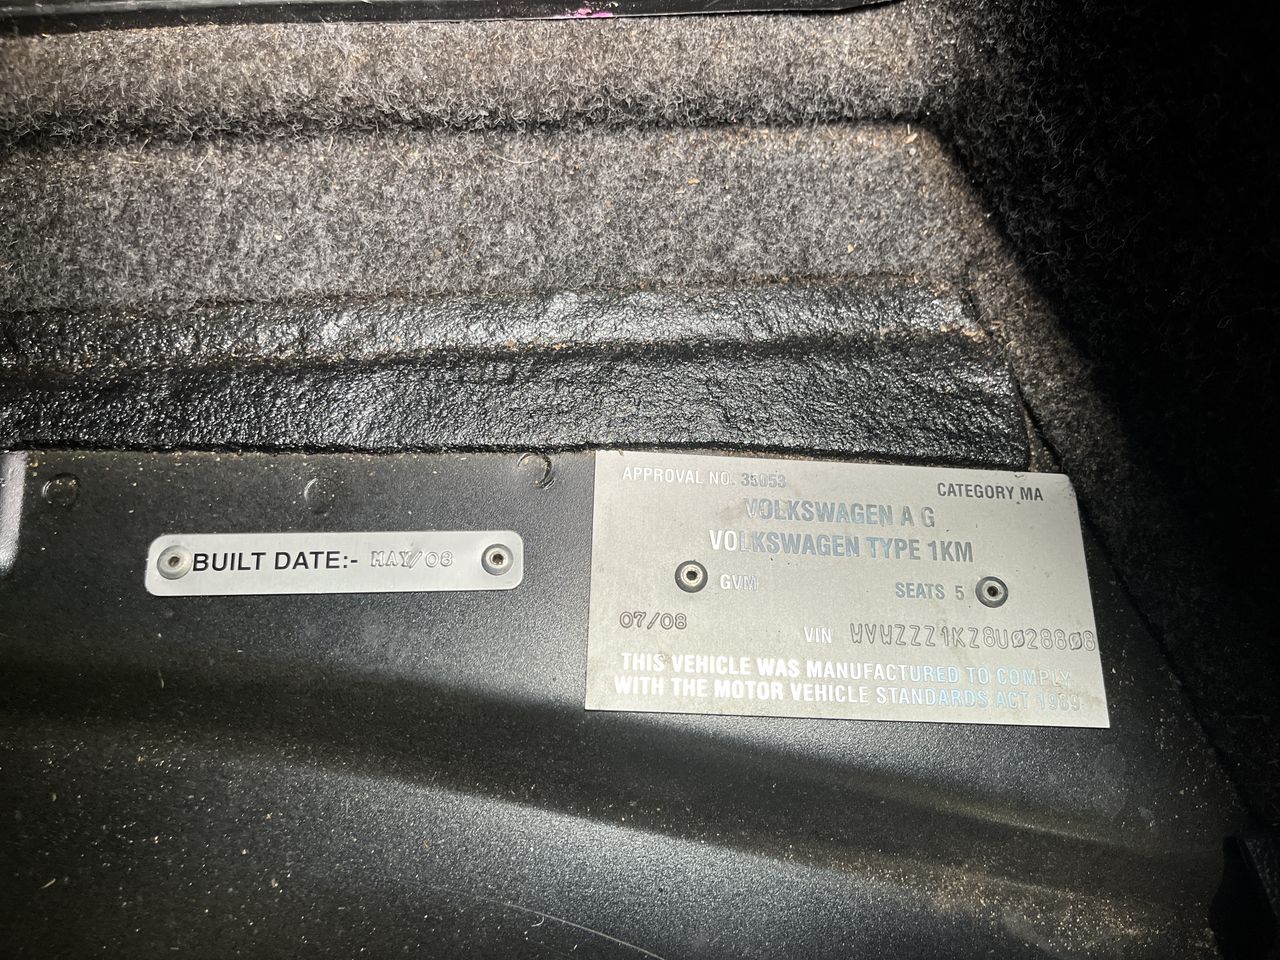 BUILT DATE:- MAY/08
APPROVAL NO. 35053
CATEGORY MA
VOLKSWAGEN A G
VOLKSWAGEN TYPE 1KM
GVM
SEATS 5
07/08
VIN WVWZZZ1KZ8U028808
THIS VEHICLE WAS MANUFACTURED TO COMPLY
WITH THE MOTOR VEHICLE STANDARDS ACT 1989